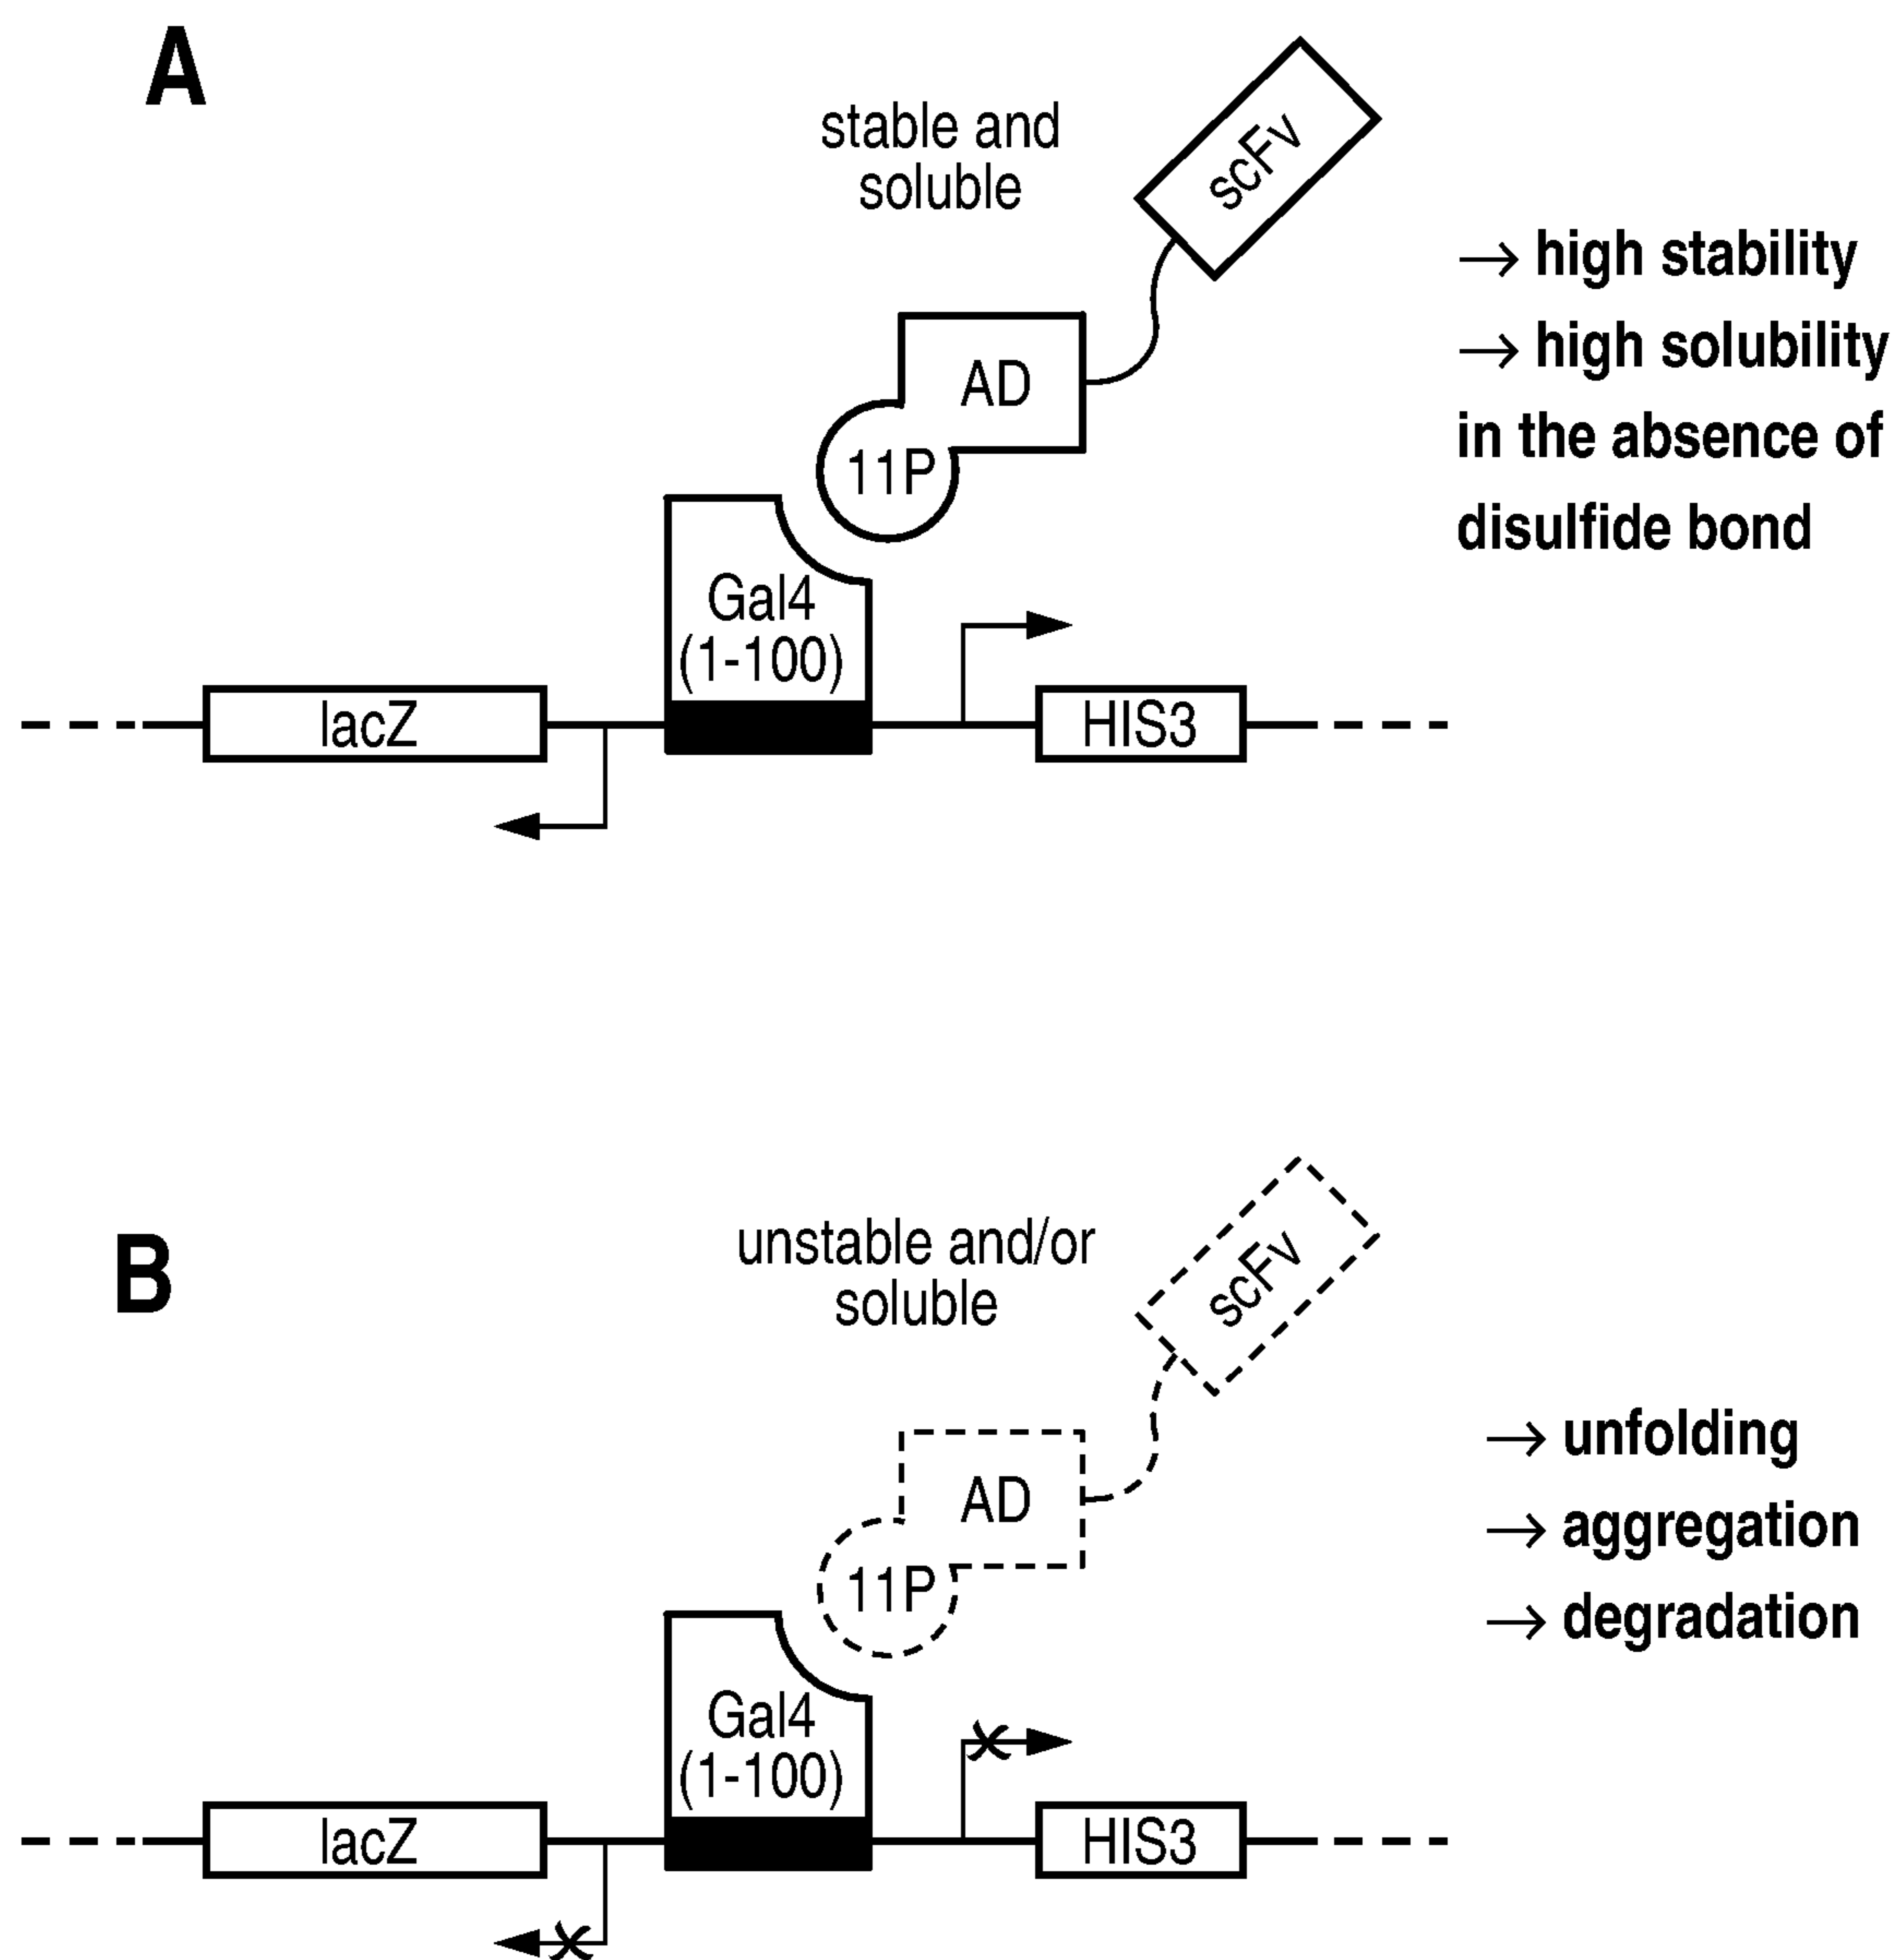 A
stable and
soluble
scFv
→ high stability
→ high solubility
in the absence of
disulfide bond
AD
11P
Gal4
(1-100)
lacZ
HIS3
B
unstable and/or
soluble
scFv
→ unfolding
→ aggregation
→ degradation
AD
11P
Gal4
(1-100)
lacZ
HIS3